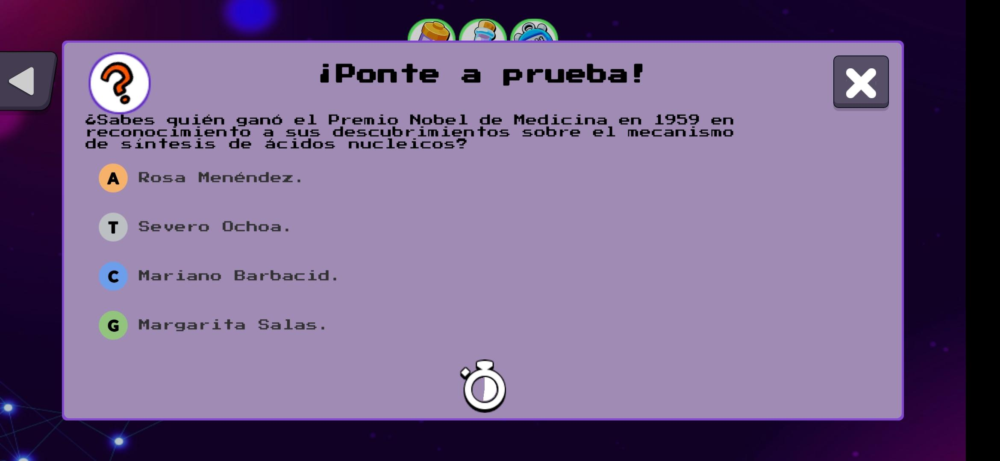 ¡Ponte a prueba!
¿Sabes quién ganó el Premio Nobel de Medicina en 1959 en
reconocimiento a sus descubrimientos sobre el mecanismo
de síntesis de ácidos nucleicos?
A Rosa Menéndez.
T Severo Ochoa.
C Mariano Barbacid.
G Margarita Salas.